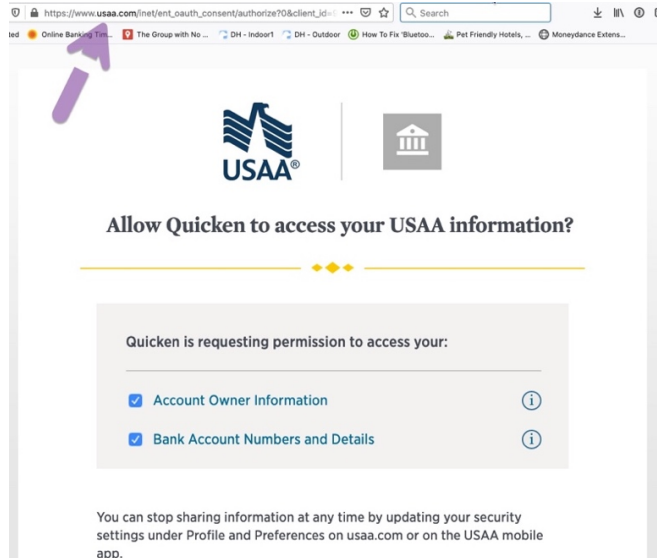 https://www.usaa.com/inet/ent_oauth_consent/authorize?0&client_id=
Search
Online Banking Tim...
The Group with No ...
DH - Indoor1
DH - Outdoor
How To Fix 'Bluetoo...
Pet Friendly Hotels, ...
Moneydance Extens...
USAA®
Allow Quicken to access your USAA information?
Quicken is requesting permission to access your:
Account Owner Information
Bank Account Numbers and Details
You can stop sharing information at any time by updating your security
settings under Profile and Preferences on usaa.com or on the USAA mobile
app.